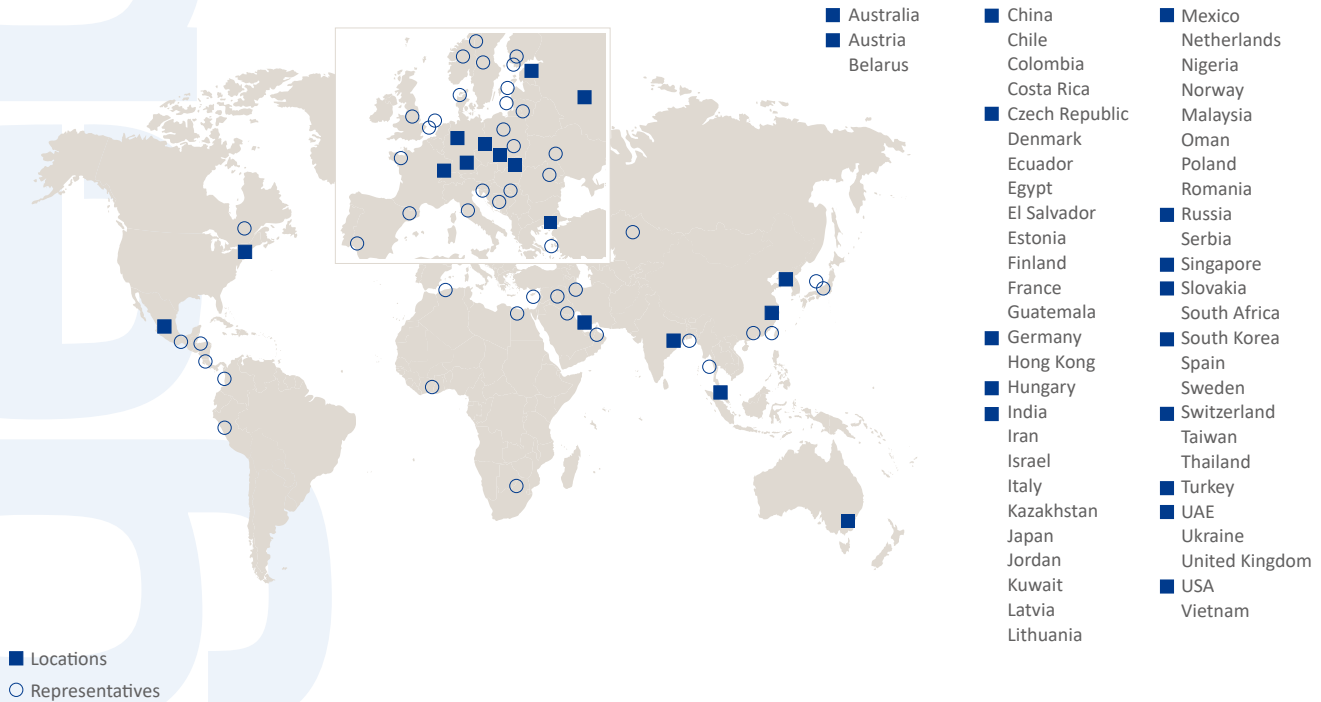 Australia
Austria
Belarus
China
Chile
Colombia
Costa Rica
Czech Republic
Denmark
Ecuador
Egypt
El Salvador
Estonia
Finland
France
Guatemala
Germany
Hong Kong
Hungary
India
Iran
Israel
Italy
Kazakhstan
Japan
Jordan
Kuwait
Latvia
Lithuania
Mexico
Netherlands
Nigeria
Norway
Malaysia
Oman
Poland
Romania
Russia
Serbia
Singapore
Slovakia
South Africa
South Korea
Spain
Sweden
Switzerland
Taiwan
Thailand
Turkey
UAE
Ukraine
United Kingdom
USA
Vietnam
Locations
Representatives